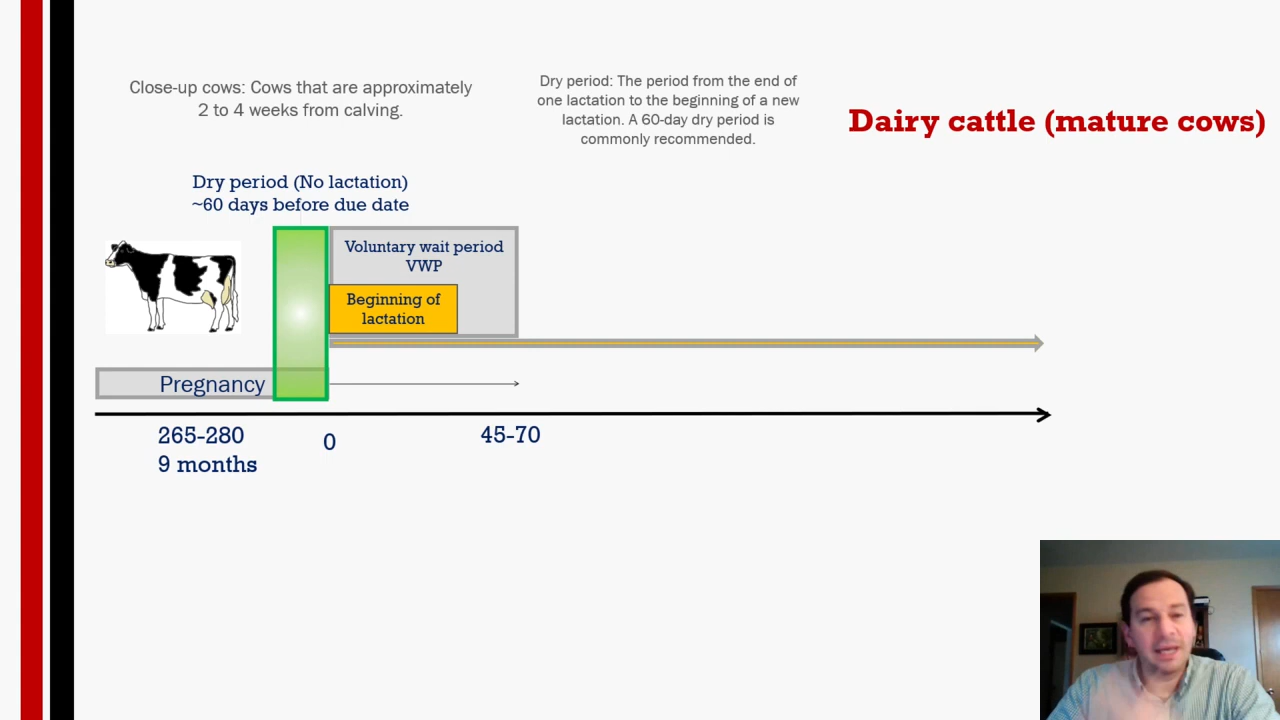 Close-up cows: Cows that are approximately
2 to 4 weeks from calving.
Dry period: The period from the end of
one lactation to the beginning of a new
lactation. A 60-day dry period is
commonly recommended.
Dairy cattle (mature cows)
Dry period (No lactation)
~60 days before due date
Voluntary wait period
VWP
Beginning of
lactation
Pregnancy
265-280
9 months
0
45-70